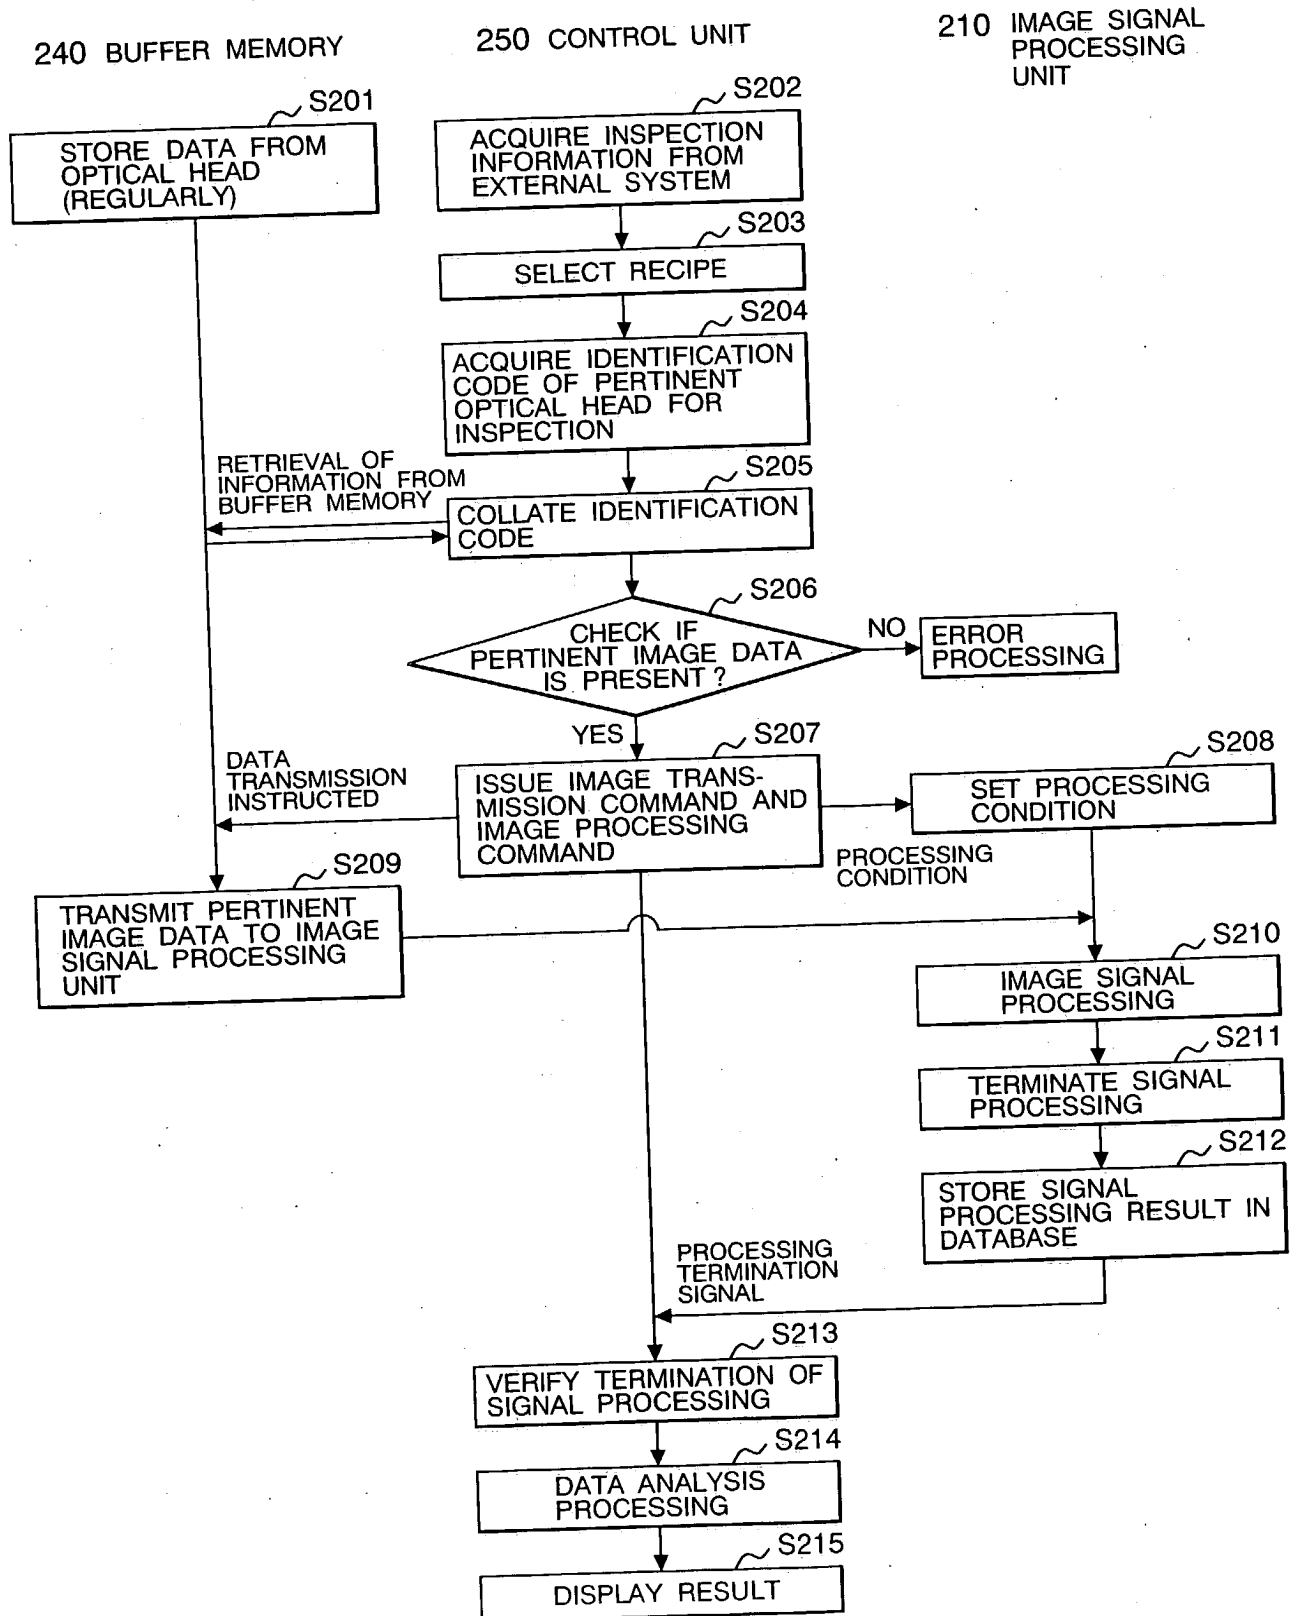 240 BUFFER MEMORY
250 CONTROL UNIT
210 IMAGE SIGNAL
PROCESSING
UNIT
S201
STORE DATA FROM
OPTICAL HEAD
(REGULARLY)
S202
ACQUIRE INSPECTION
INFORMATION FROM
EXTERNAL SYSTEM
S203
SELECT RECIPE
S204
ACQUIRE IDENTIFICATION
CODE OF PERTINENT
OPTICAL HEAD FOR
INSPECTION
RETRIEVAL OF
INFORMATION FROM
BUFFER MEMORY
S205
COLLATE IDENTIFICATION
CODE
S206
CHECK IF
PERTINENT IMAGE DATA
IS PRESENT?
NO
ERROR
PROCESSING
YES
S207
ISSUE IMAGE TRANS-
MISSION COMMAND AND
IMAGE PROCESSING
COMMAND
DATA
TRANSMISSION
INSTRUCTED
S208
SET PROCESSING
CONDITION
PROCESSING
CONDITION
S209
TRANSMIT PERTINENT
IMAGE DATA TO IMAGE
SIGNAL PROCESSING
UNIT
S210
IMAGE SIGNAL
PROCESSING
S211
TERMINATE SIGNAL
PROCESSING
S212
STORE SIGNAL
PROCESSING RESULT IN
DATABASE
PROCESSING
TERMINATION
SIGNAL
S213
VERIFY TERMINATION OF
SIGNAL PROCESSING
S214
DATA ANALYSIS
PROCESSING
S215
DISPLAY RESULT